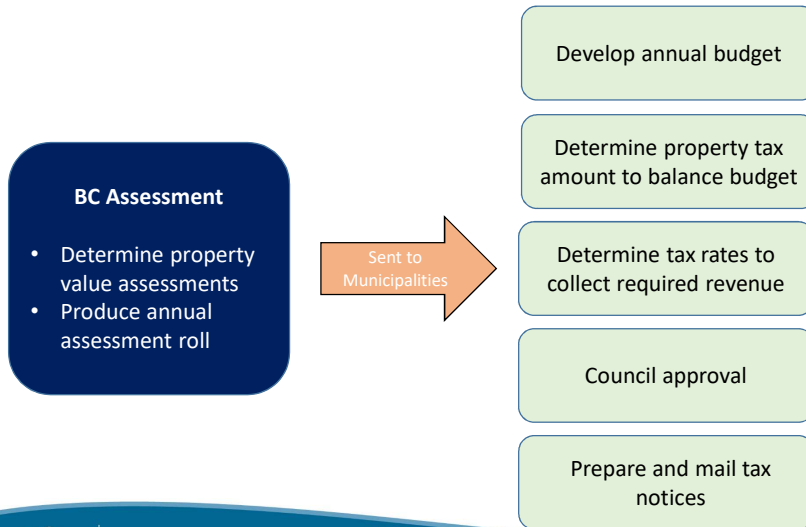 BC Assessment
• Determine property
value assessments
• Produce annual
assessment roll
Sent to
Municipalities
Develop annual budget
Determine property tax
amount to balance budget
Determine tax rates to
collect required revenue
Council approval
Prepare and mail tax
notices